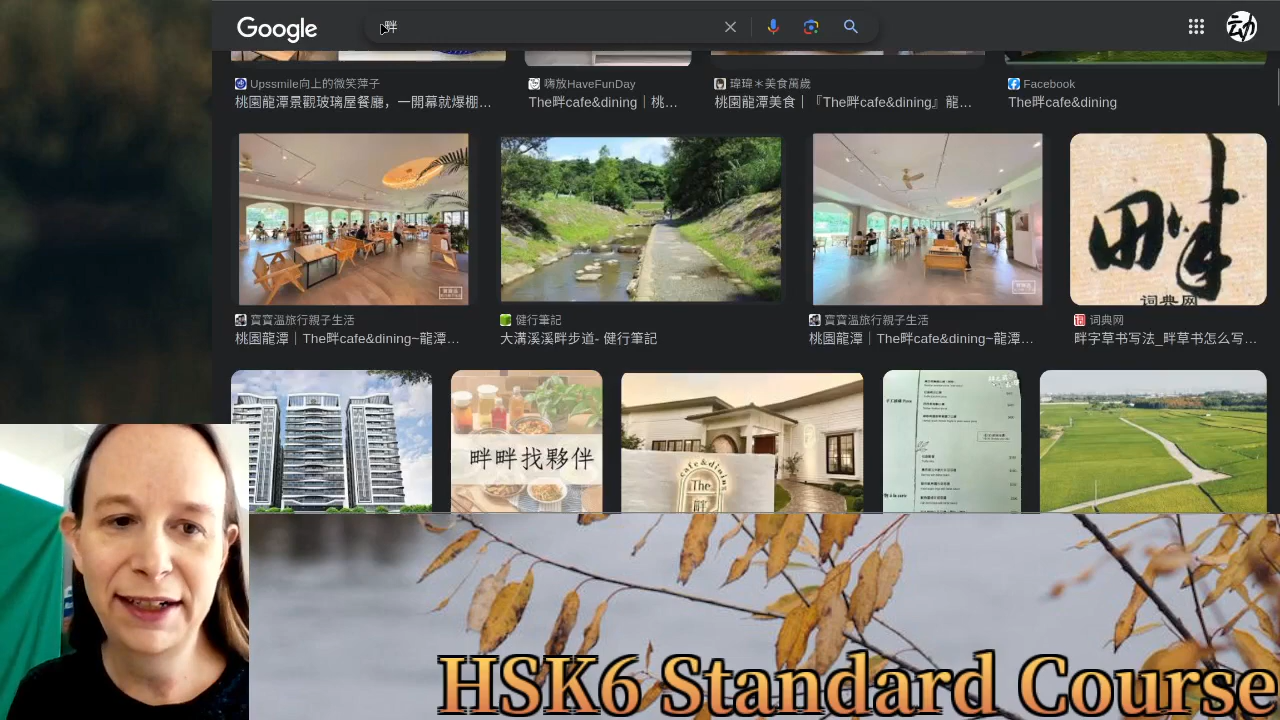 Google
畔
动
Upssmile向上的微笑萍子
嗨放HaveFunDay
瑋瑋＊美食萬歲
Facebook
桃園龍潭景觀玻璃屋餐廳，一開幕就爆棚...
The畔cafe&dining｜桃...
桃園龍潭美食｜『The畔cafe&dining』龍...
The畔cafe&dining
畔
词典网
寶寶溫旅行親子生活
健行筆記
寶寶溫旅行親子生活
词典网
桃園龍潭｜The畔cafe&dining~龍潭...
大溝溪溪畔步道- 健行筆記
桃園龍潭｜The畔cafe&dining~龍潭...
畔字草书写法_畔草书怎么写...
畔畔找夥伴
cafe&dining
The
HSK6 Standard Course